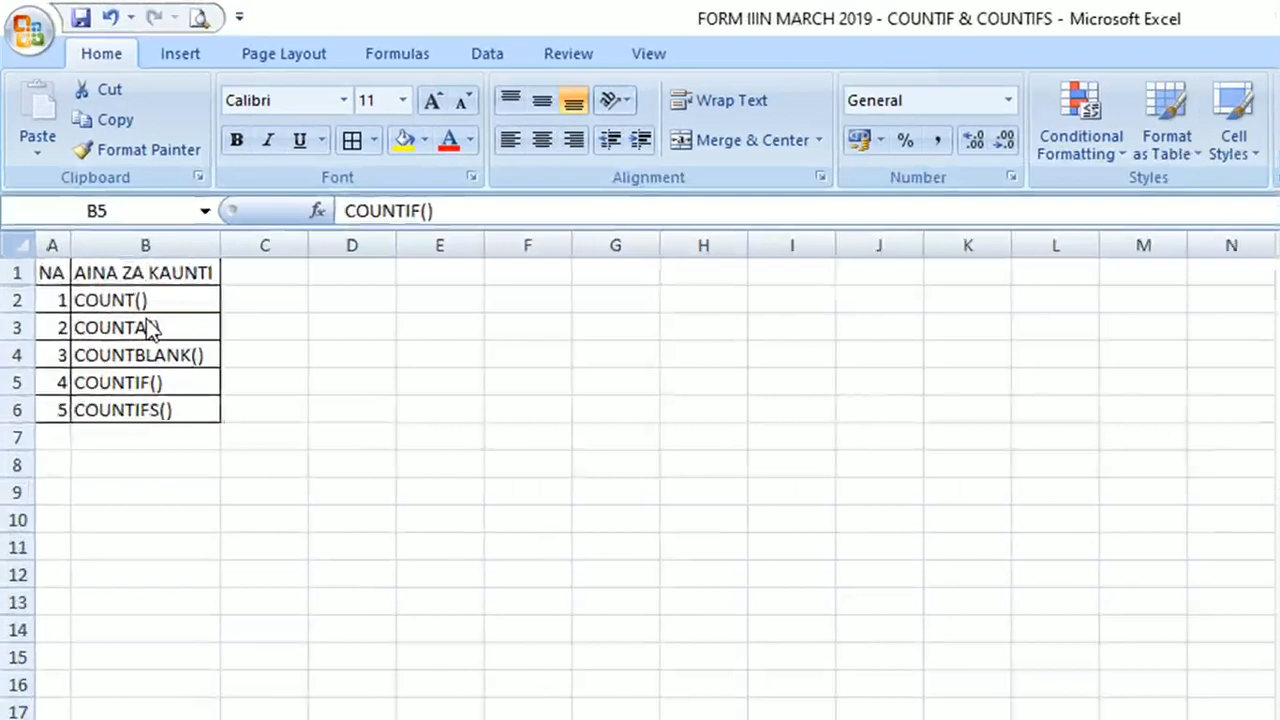 FORM IIIN MARCH 2019 - COUNTIF & COUNTIFS - Microsoft Excel
Home Insert Page Layout Formulas Data Review View
Cut
Copy
Format Painter
Paste
Clipboard
Calibri 11
B I U
Font
Wrap Text
Merge & Center
Alignment
General
% ,
Number
Conditional Formatting
Format as Table
Cell Styles
Styles
B5 fx COUNTIF()
A B C D E F G H I J K L M N
1 NA AINA ZA KAUNTI
2 1 COUNT()
3 2 COUNTA()
4 3 COUNTBLANK()
5 4 COUNTIF()
6 5 COUNTIFS()
7
8
9
10
11
12
13
14
15
16
17